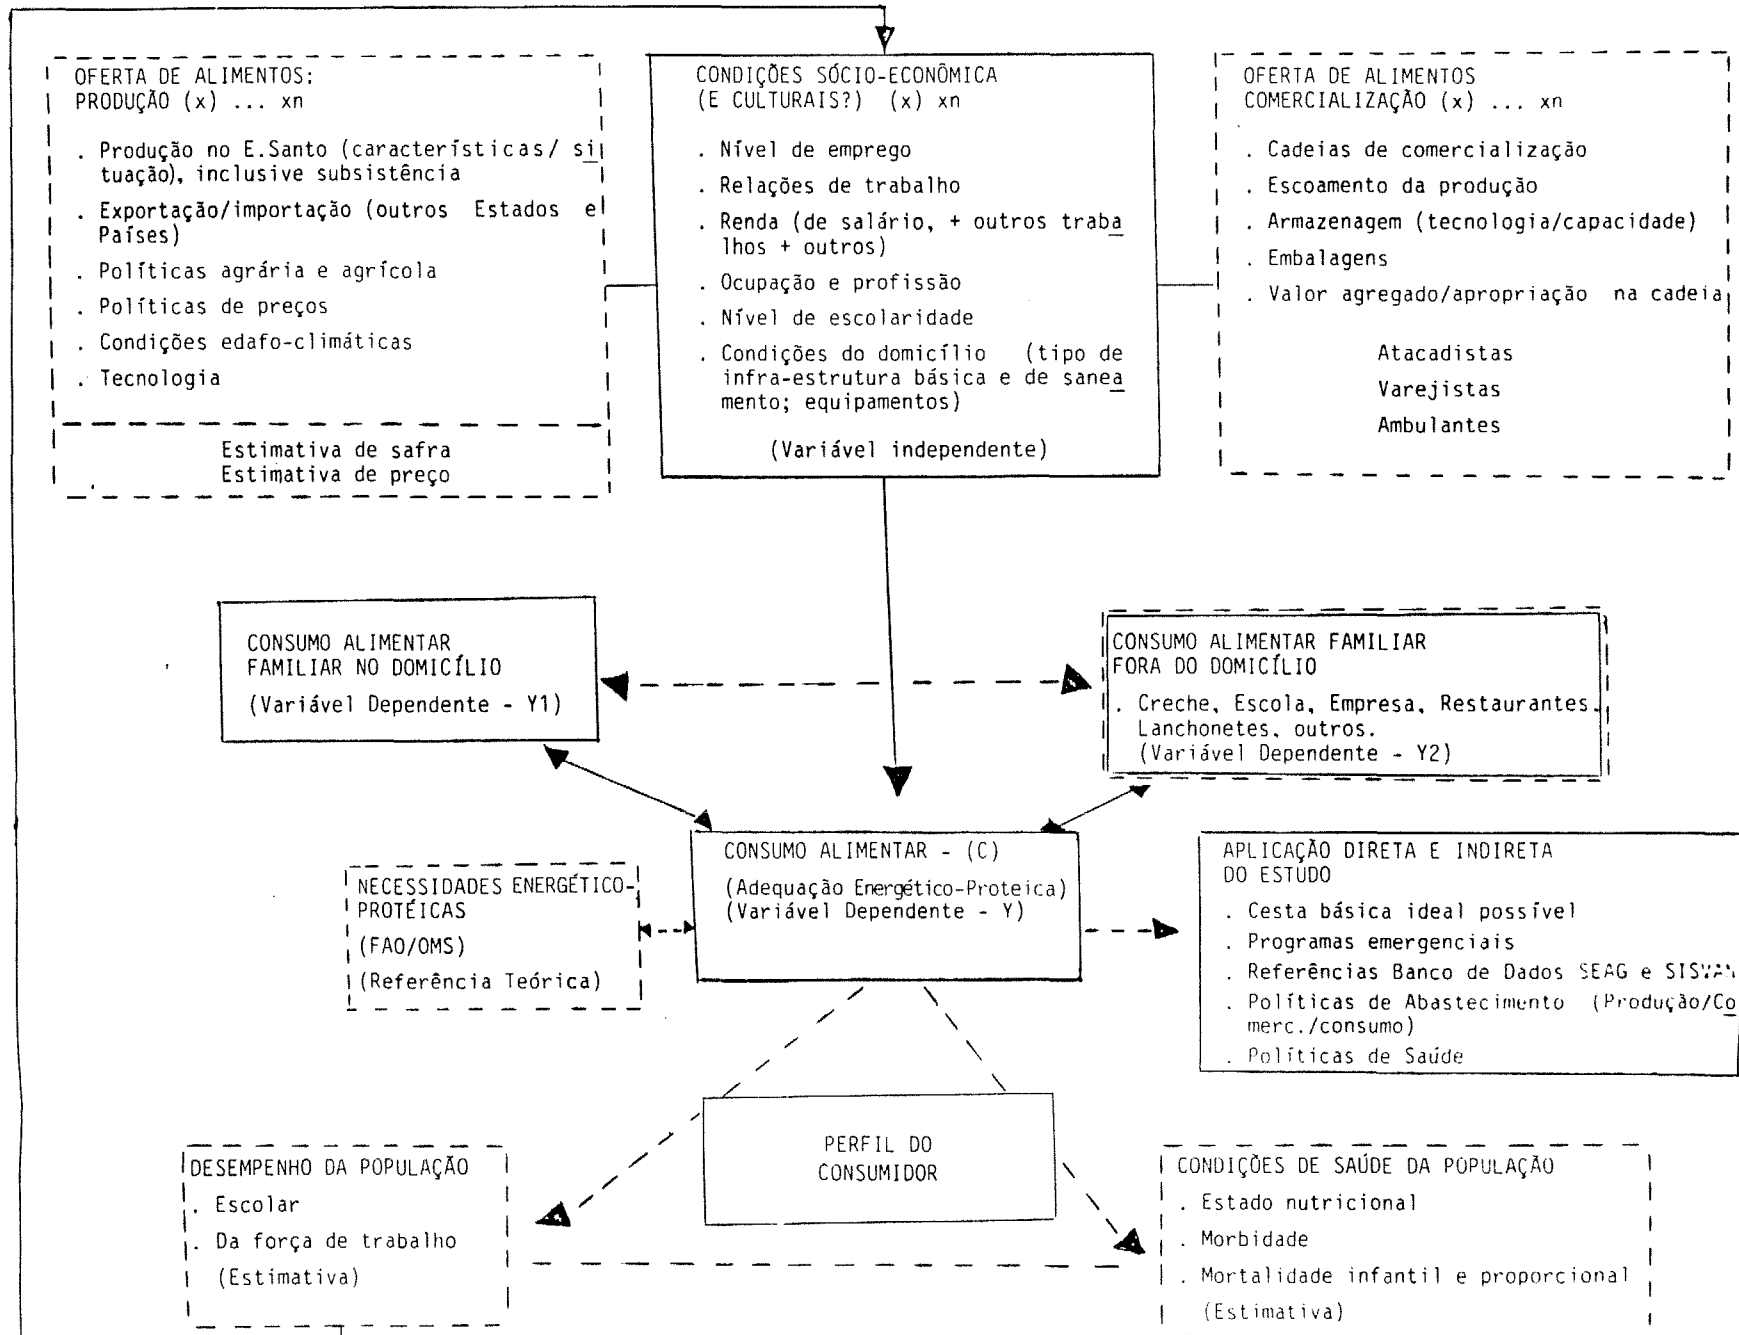 OFERTA DE ALIMENTOS:
PRODUÇÃO (x) ... xn
. Produção no E.Santo (características/ si
tuação), inclusive subsistência
. Exportação/importação (outros Estados e
Países)
. Políticas agrária e agrícola
. Políticas de preços
. Condições edafo-climáticas
. Tecnologia
Estimativa de safra
Estimativa de preço
CONDIÇÕES SÓCIO-ECONÔMICA
(E CULTURAIS?) (x) xn
. Nível de emprego
. Relações de trabalho
. Renda (de salário, + outros traba
lhos + outros)
. Ocupação e profissão
. Nível de escolaridade
. Condições do domicílio (tipo de
infra-estrutura básica e de sanea
mento; equipamentos)
(Variável independente)
OFERTA DE ALIMENTOS
COMERCIALIZAÇÃO (x) ... xn
. Cadeias de comercialização
. Escoamento da produção
. Armazenagem (tecnologia/capacidade)
. Embalagens
. Valor agregado/apropriação na cadeia
Atacadistas
Varejistas
Ambulantes
CONSUMO ALIMENTAR
FAMILIAR NO DOMICÍLIO
(Variável Dependente - Y1)
CONSUMO ALIMENTAR FAMILIAR
FORA DO DOMICÍLIO
. Creche, Escola, Empresa, Restaurantes.
Lanchonetes, outros.
(Variável Dependente - Y2)
NECESSIDADES ENERGÉTICO-
PROTÉICAS
(FAO/OMS)
(Referência Teórica)
CONSUMO ALIMENTAR - (C)
(Adequação Energético-Proteica)
(Variável Dependente - Y)
APLICAÇÃO DIRETA E INDIRETA
DO ESTUDO
. Cesta básica ideal possível
. Programas emergenciais
. Referências Banco de Dados SEAG e SISVAN
. Políticas de Abastecimento (Produção/Co
merc./consumo)
. Políticas de Saúde
PERFIL DO
CONSUMIDOR
DESEMPENHO DA POPULAÇÃO
. Escolar
. Da força de trabalho
(Estimativa)
CONDIÇÕES DE SAÚDE DA POPULAÇÃO
. Estado nutricional
. Morbidade
. Mortalidade infantil e proporcional
(Estimativa)